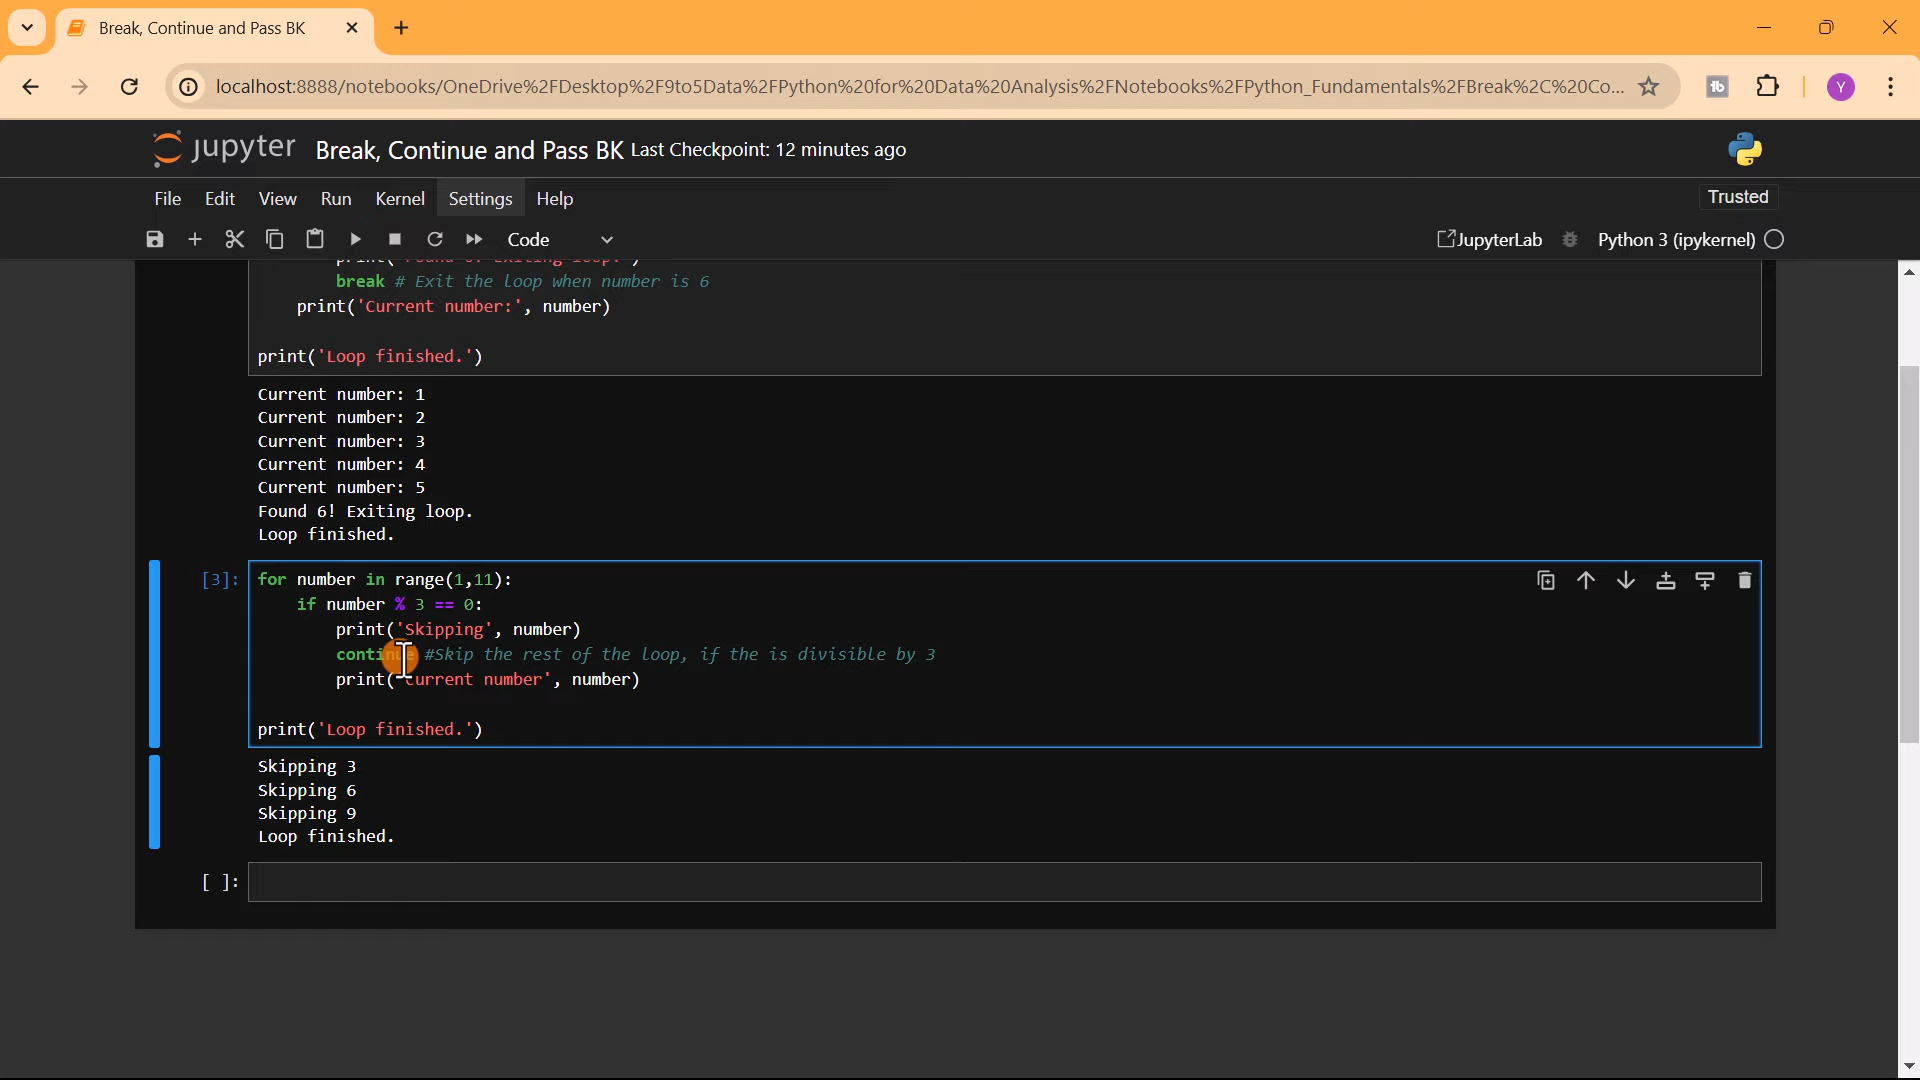 Break, Continue and Pass BK
localhost:8888/notebooks/OneDrive%2FDesktop%2F9to5Data%2FPython%20for%20Data%20Analysis%2FNotebooks%2FPython_Fundamentals%2FBreak%2C%20Co...
Y
jupyter Break, Continue and Pass BK Last Checkpoint: 12 minutes ago
File Edit View Run Kernel Settings Help Trusted
Code JupyterLab Python 3 (ipykernel)
break # Exit the loop when number is 6
print('Current number:', number)
print('Loop finished.')
Current number: 1
Current number: 2
Current number: 3
Current number: 4
Current number: 5
Found 6! Exiting loop.
Loop finished.
[3]: for number in range(1,11):
if number % 3 == 0:
print('Skipping', number)
continue #Skip the rest of the loop, if the is divisible by 3
print('Current number', number)
print('Loop finished.')
Skipping 3
Skipping 6
Skipping 9
Loop finished.
[ ]: